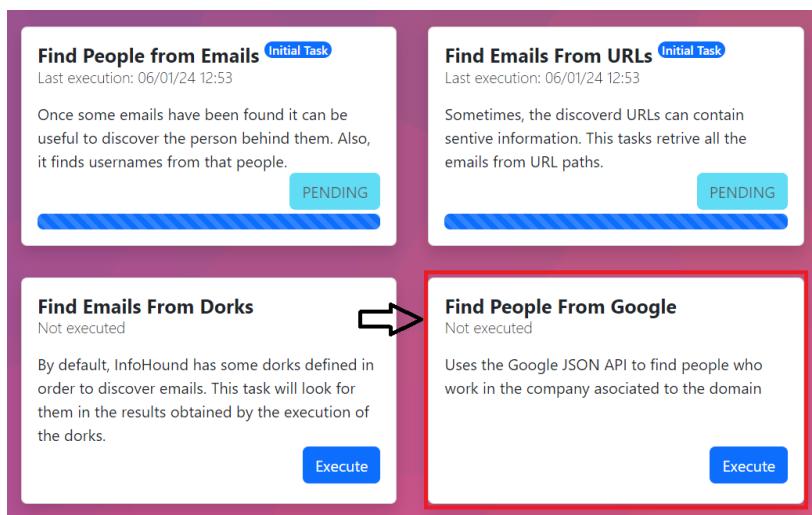 Find People from Emails Initial Task
Last execution: 06/01/24 12:53
Once some emails have been found it can be
useful to discover the person behind them. Also,
it finds usernames from that people.
PENDING
Find Emails From URLs Initial Task
Last execution: 06/01/24 12:53
Sometimes, the discoverd URLs can contain
sentive information. This tasks retrive all the
emails from URL paths.
PENDING
Find Emails From Dorks
Not executed
By default, InfoHound has some dorks defined in
order to discover emails. This task will look for
them in the results obtained by the execution of
the dorks.
Execute
Find People From Google
Not executed
Uses the Google JSON API to find people who
work in the company asociated to the domain
Execute